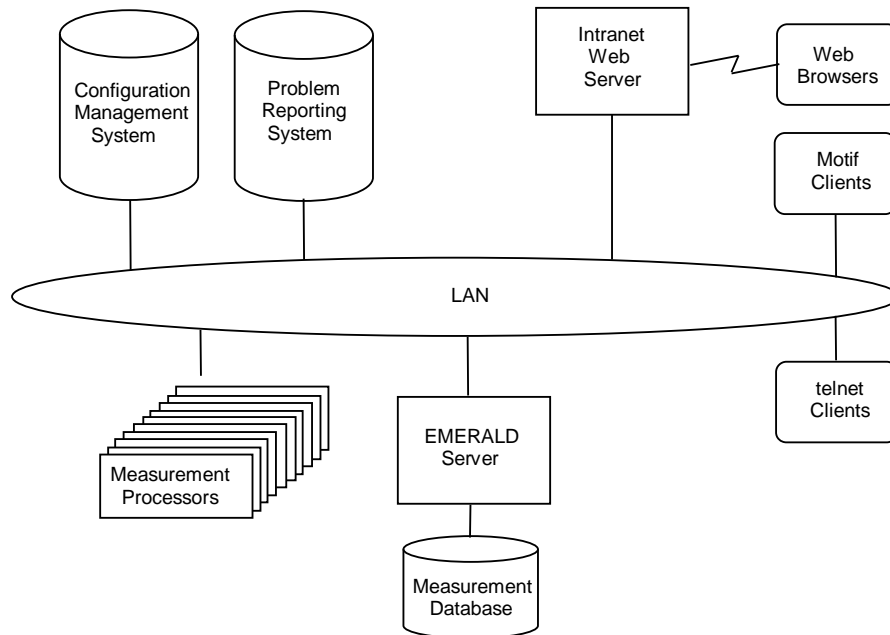 Configuration
Management
System
Problem
Reporting
System
Intranet
Web
Server
Web
Browsers
Motif
Clients
LAN
telnet
Clients
EMERALD
Server
Measurement
Processors
Measurement
Database